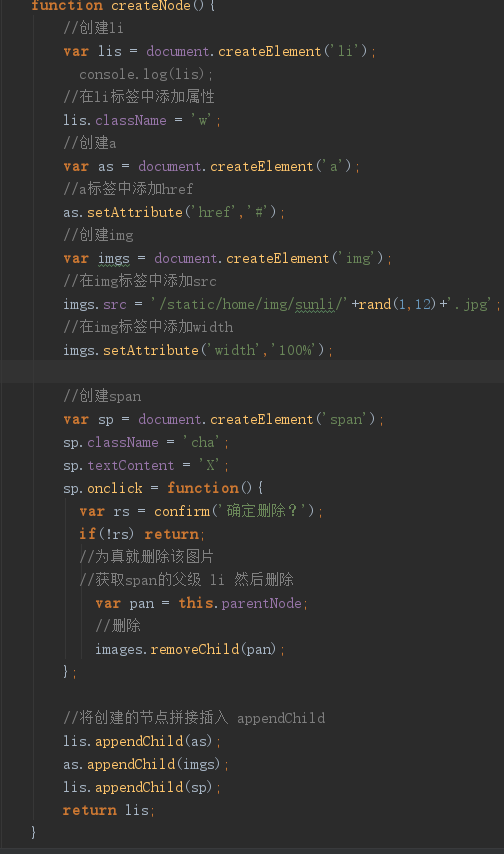 function createNode(){
//创建li
var lis = document.createElement('li');
console.log(lis);
//在li标签中添加属性
lis.className = 'w';
//创建a
var as = document.createElement('a');
//a标签中添加href
as.setAttribute('href','#');
//创建img
var imgs = document.createElement('img');
//在img标签中添加src
imgs.src = '/static/home/img/sunli/'+rand(1,12)+'.jpg';
//在img标签中添加width
imgs.setAttribute('width','100%');
//创建span
var sp = document.createElement('span');
sp.className = 'cha';
sp.textContent = 'X';
sp.onclick = function(){
var rs = confirm('确定删除？');
if(!rs) return;
//为真就删除该图片
//获取span的父级 li 然后删除
var pan = this.parentNode;
//删除
images.removeChild(pan);
};
//将创建的节点拼接插入 appendChild
lis.appendChild(as);
as.appendChild(imgs);
lis.appendChild(sp);
return lis;
}